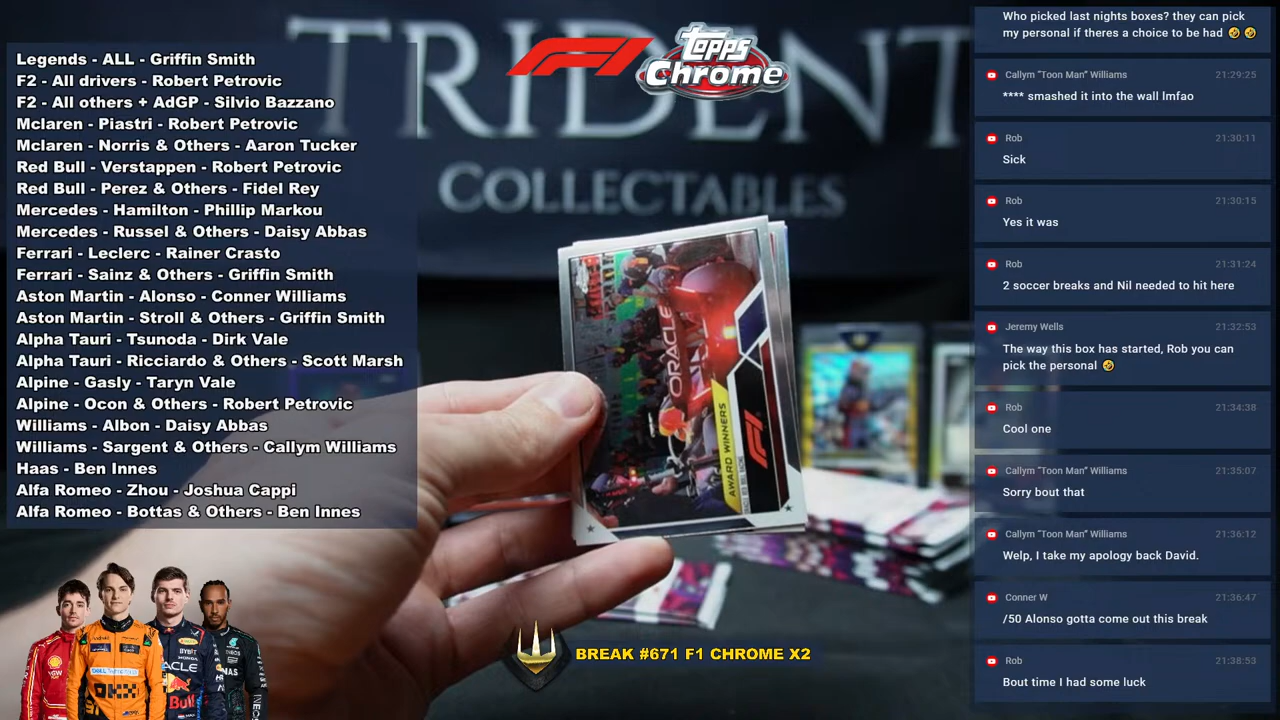 Legends - ALL - Griffin Smith
F2 - All drivers - Robert Petrovic
F2 - All others + AdGP - Silvio Bazzano
Mclaren - Piastri - Robert Petrovic
Mclaren - Norris & Others - Aaron Tucker
Red Bull - Verstappen - Robert Petrovic
Red Bull - Perez & Others - Fidel Rey
Mercedes - Hamilton - Phillip Markou
Mercedes - Russel & Others - Daisy Abbas
Ferrari - Leclerc - Rainer Crasto
Ferrari - Sainz & Others - Griffin Smith
Aston Martin - Alonso - Conner Williams
Aston Martin - Stroll & Others - Griffin Smith
Alpha Tauri - Tsunoda - Dirk Vale
Alpha Tauri - Ricciardo & Others - Scott Marsh
Alpine - Gasly - Taryn Vale
Alpine - Ocon & Others - Robert Petrovic
Williams - Albon - Daisy Abbas
Williams - Sargent & Others - Callym Williams
Haas - Ben Innes
Alfa Romeo - Zhou - Joshua Cappi
Alfa Romeo - Bottas & Others - Ben Innes
TRIDENT
COLLECTABLES
F1
Topps
Chrome
ORACLE
AWARD WINNERS
F1
BREAK #671 F1 CHROME X2
Who picked last nights boxes? they can pick
my personal if theres a choice to be had 🤣 🤣
Callym "Toon Man" Williams 21:29:25
**** smashed it into the wall lmfao
Rob 21:30:11
Sick
Rob 21:30:15
Yes it was
Rob 21:31:24
2 soccer breaks and Nil needed to hit here
Jeremy Wells 21:32:53
The way this box has started, Rob you can
pick the personal 🤣
Rob 21:34:38
Cool one
Callym "Toon Man" Williams 21:35:07
Sorry bout that
Callym "Toon Man" Williams 21:36:12
Welp, I take my apology back David.
Conner W 21:36:47
/50 Alonso gotta come out this break
Rob 21:38:53
Bout time I had some luck